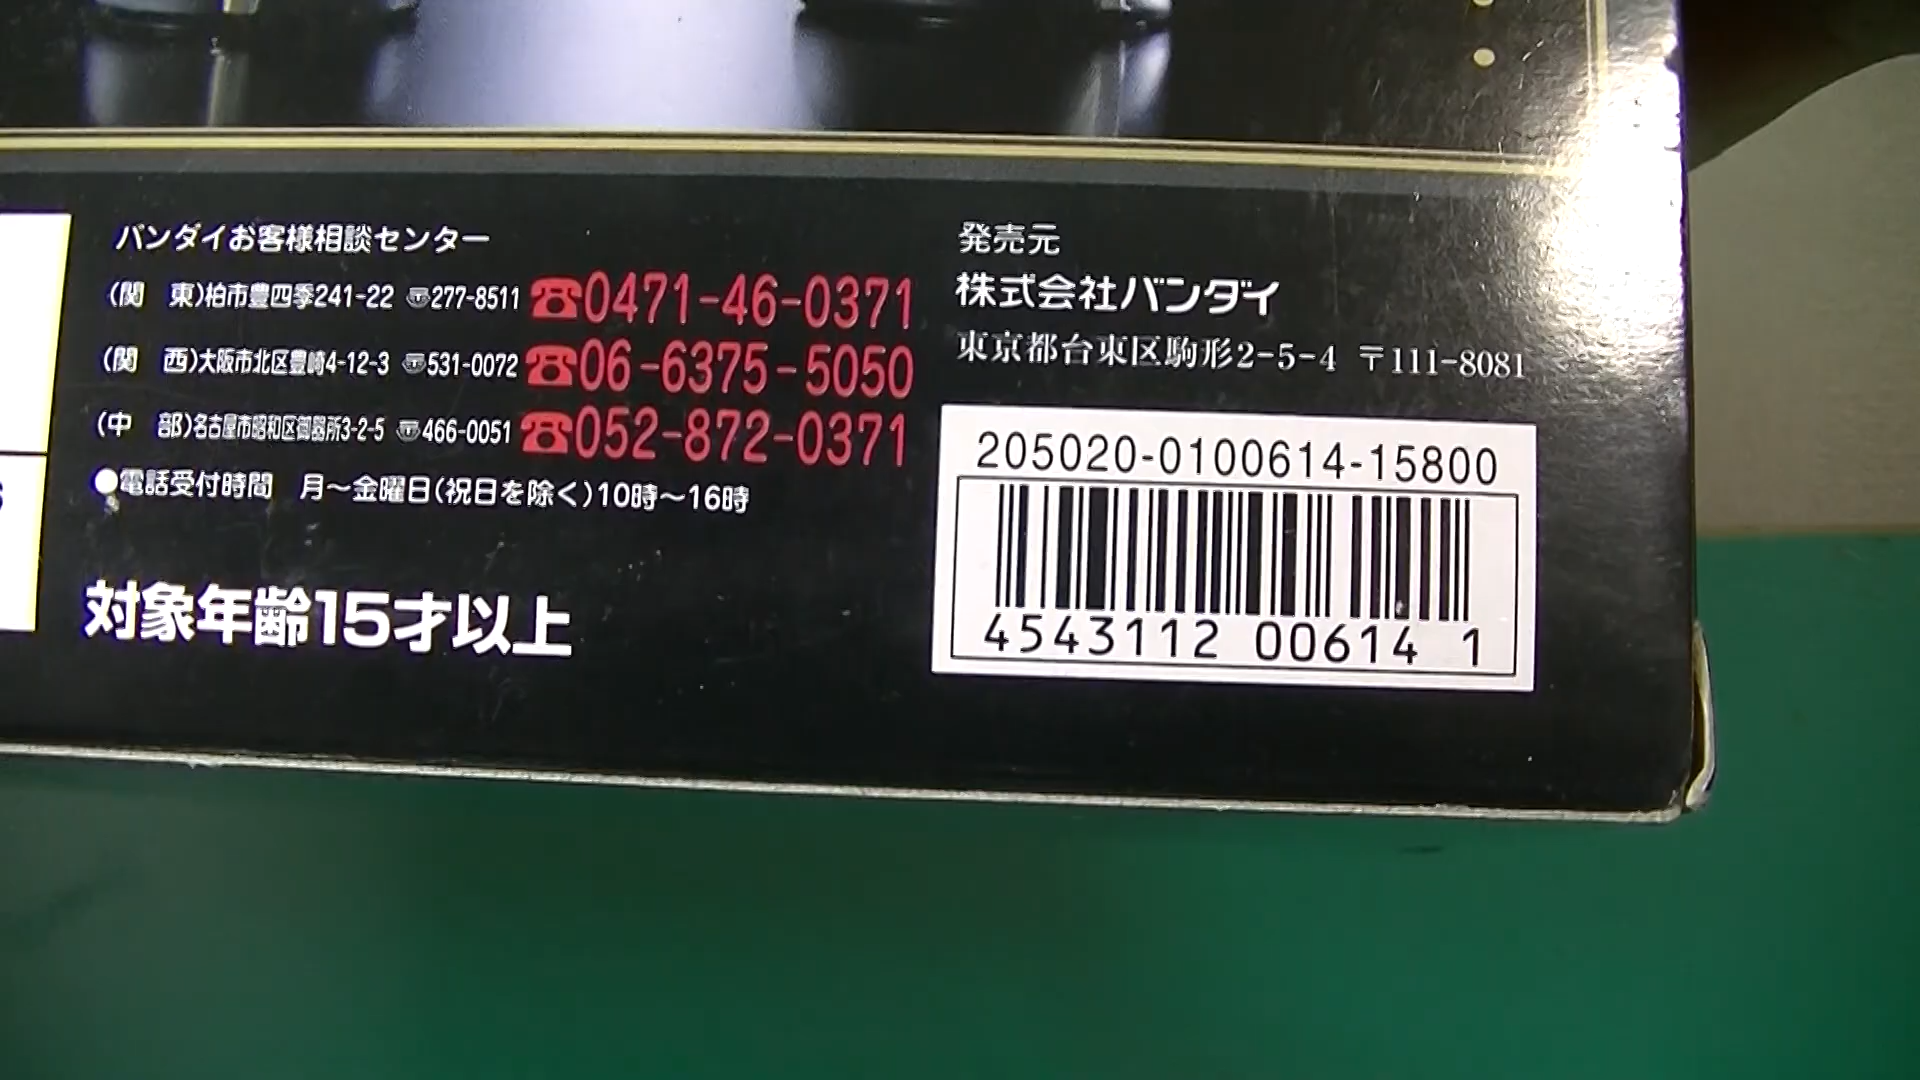 バンダイお客様相談センター
(関 東)柏市豊四季241-22 〠277-8511 ☎0471-46-0371
(関 西)大阪市北区豊崎4-12-3 〠531-0072 ☎06-6375-5050
(中 部)名古屋市昭和区御器所3-2-5 〠466-0051 ☎052-872-0371
●電話受付時間 月〜金曜日(祝日を除く)10時〜16時
対象年齢15才以上
発売元
株式会社バンダイ
東京都台東区駒形2-5-4 〒111-8081
205020-0100614-15800
4543112 00614 1